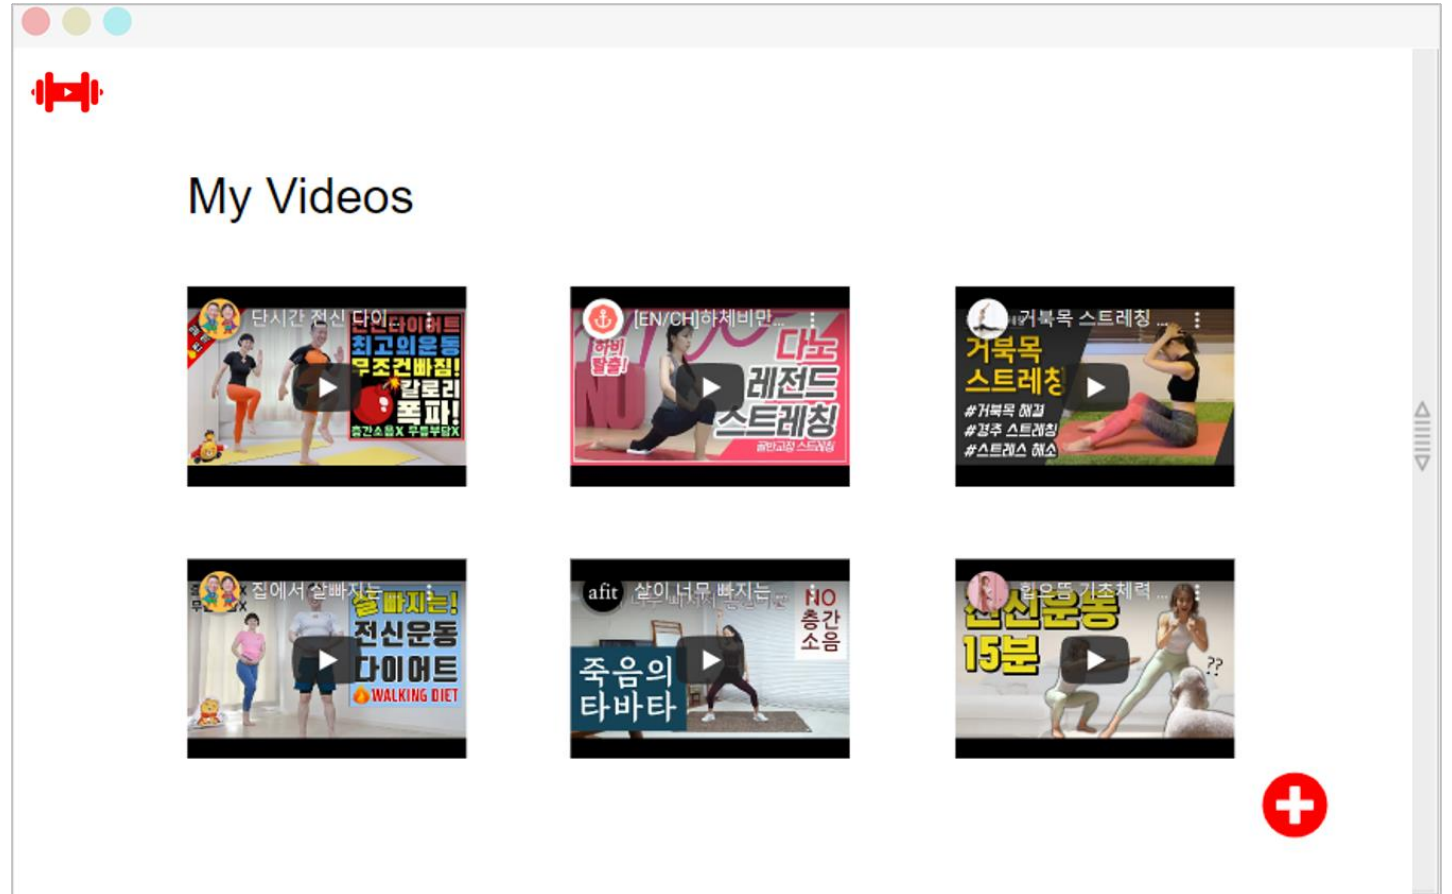 My Videos
단시간 전신 다이...
전신다이어트
최고의운동
무조건빠짐!
칼로리
폭파!
층간소음X 무릎부담X
[EN/CH]하체비만...
하비
탈출!
NO
다노
레전드
스트레칭
골반교정 스트레칭
거북목 스트레칭 ...
거북목
스트레칭
#거북목 해결
#경추 스트레칭
#스트레스 해소
집에서 살빠지는
살빠지는!
전신운동
다이어트
WALKING DIET
afit
살이 너무 빠지는
NO
층간
소음
죽음의
타바타
힙으뜸 기초체력 ...
전신운동
15분
??